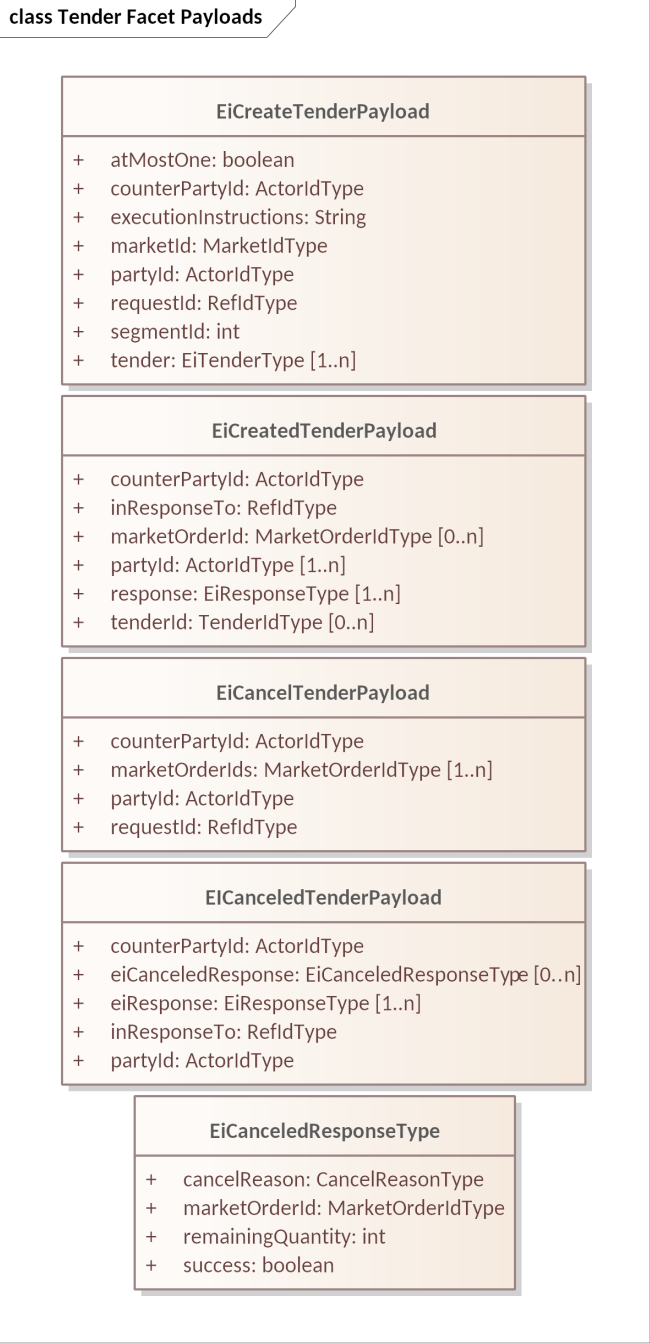 class Tender Facet Payloads
EiCreateTenderPayload
+ atMostOne: boolean
+ counterPartyId: ActorIdType
+ executionInstructions: String
+ marketId: MarketIdType
+ partyId: ActorIdType
+ requestId: RefIdType
+ segmentId: int
+ tender: EiTenderType [1..n]
EiCreatedTenderPayload
+ counterPartyId: ActorIdType
+ inResponseTo: RefIdType
+ marketOrderId: MarketOrderIdType [0..n]
+ partyId: ActorIdType [1..n]
+ response: EiResponseType [1..n]
+ tenderId: TenderIdType [0..n]
EiCancelTenderPayload
+ counterPartyId: ActorIdType
+ marketOrderIds: MarketOrderIdType [1..n]
+ partyId: ActorIdType
+ requestId: RefIdType
EICanceledTenderPayload
+ counterPartyId: ActorIdType
+ eiCanceledResponse: EiCanceledResponseType [0..n]
+ eiResponse: EiResponseType [1..n]
+ inResponseTo: RefIdType
+ partyId: ActorIdType
EiCanceledResponseType
+ cancelReason: CancelReasonType
+ marketOrderId: MarketOrderIdType
+ remainingQuantity: int
+ success: boolean